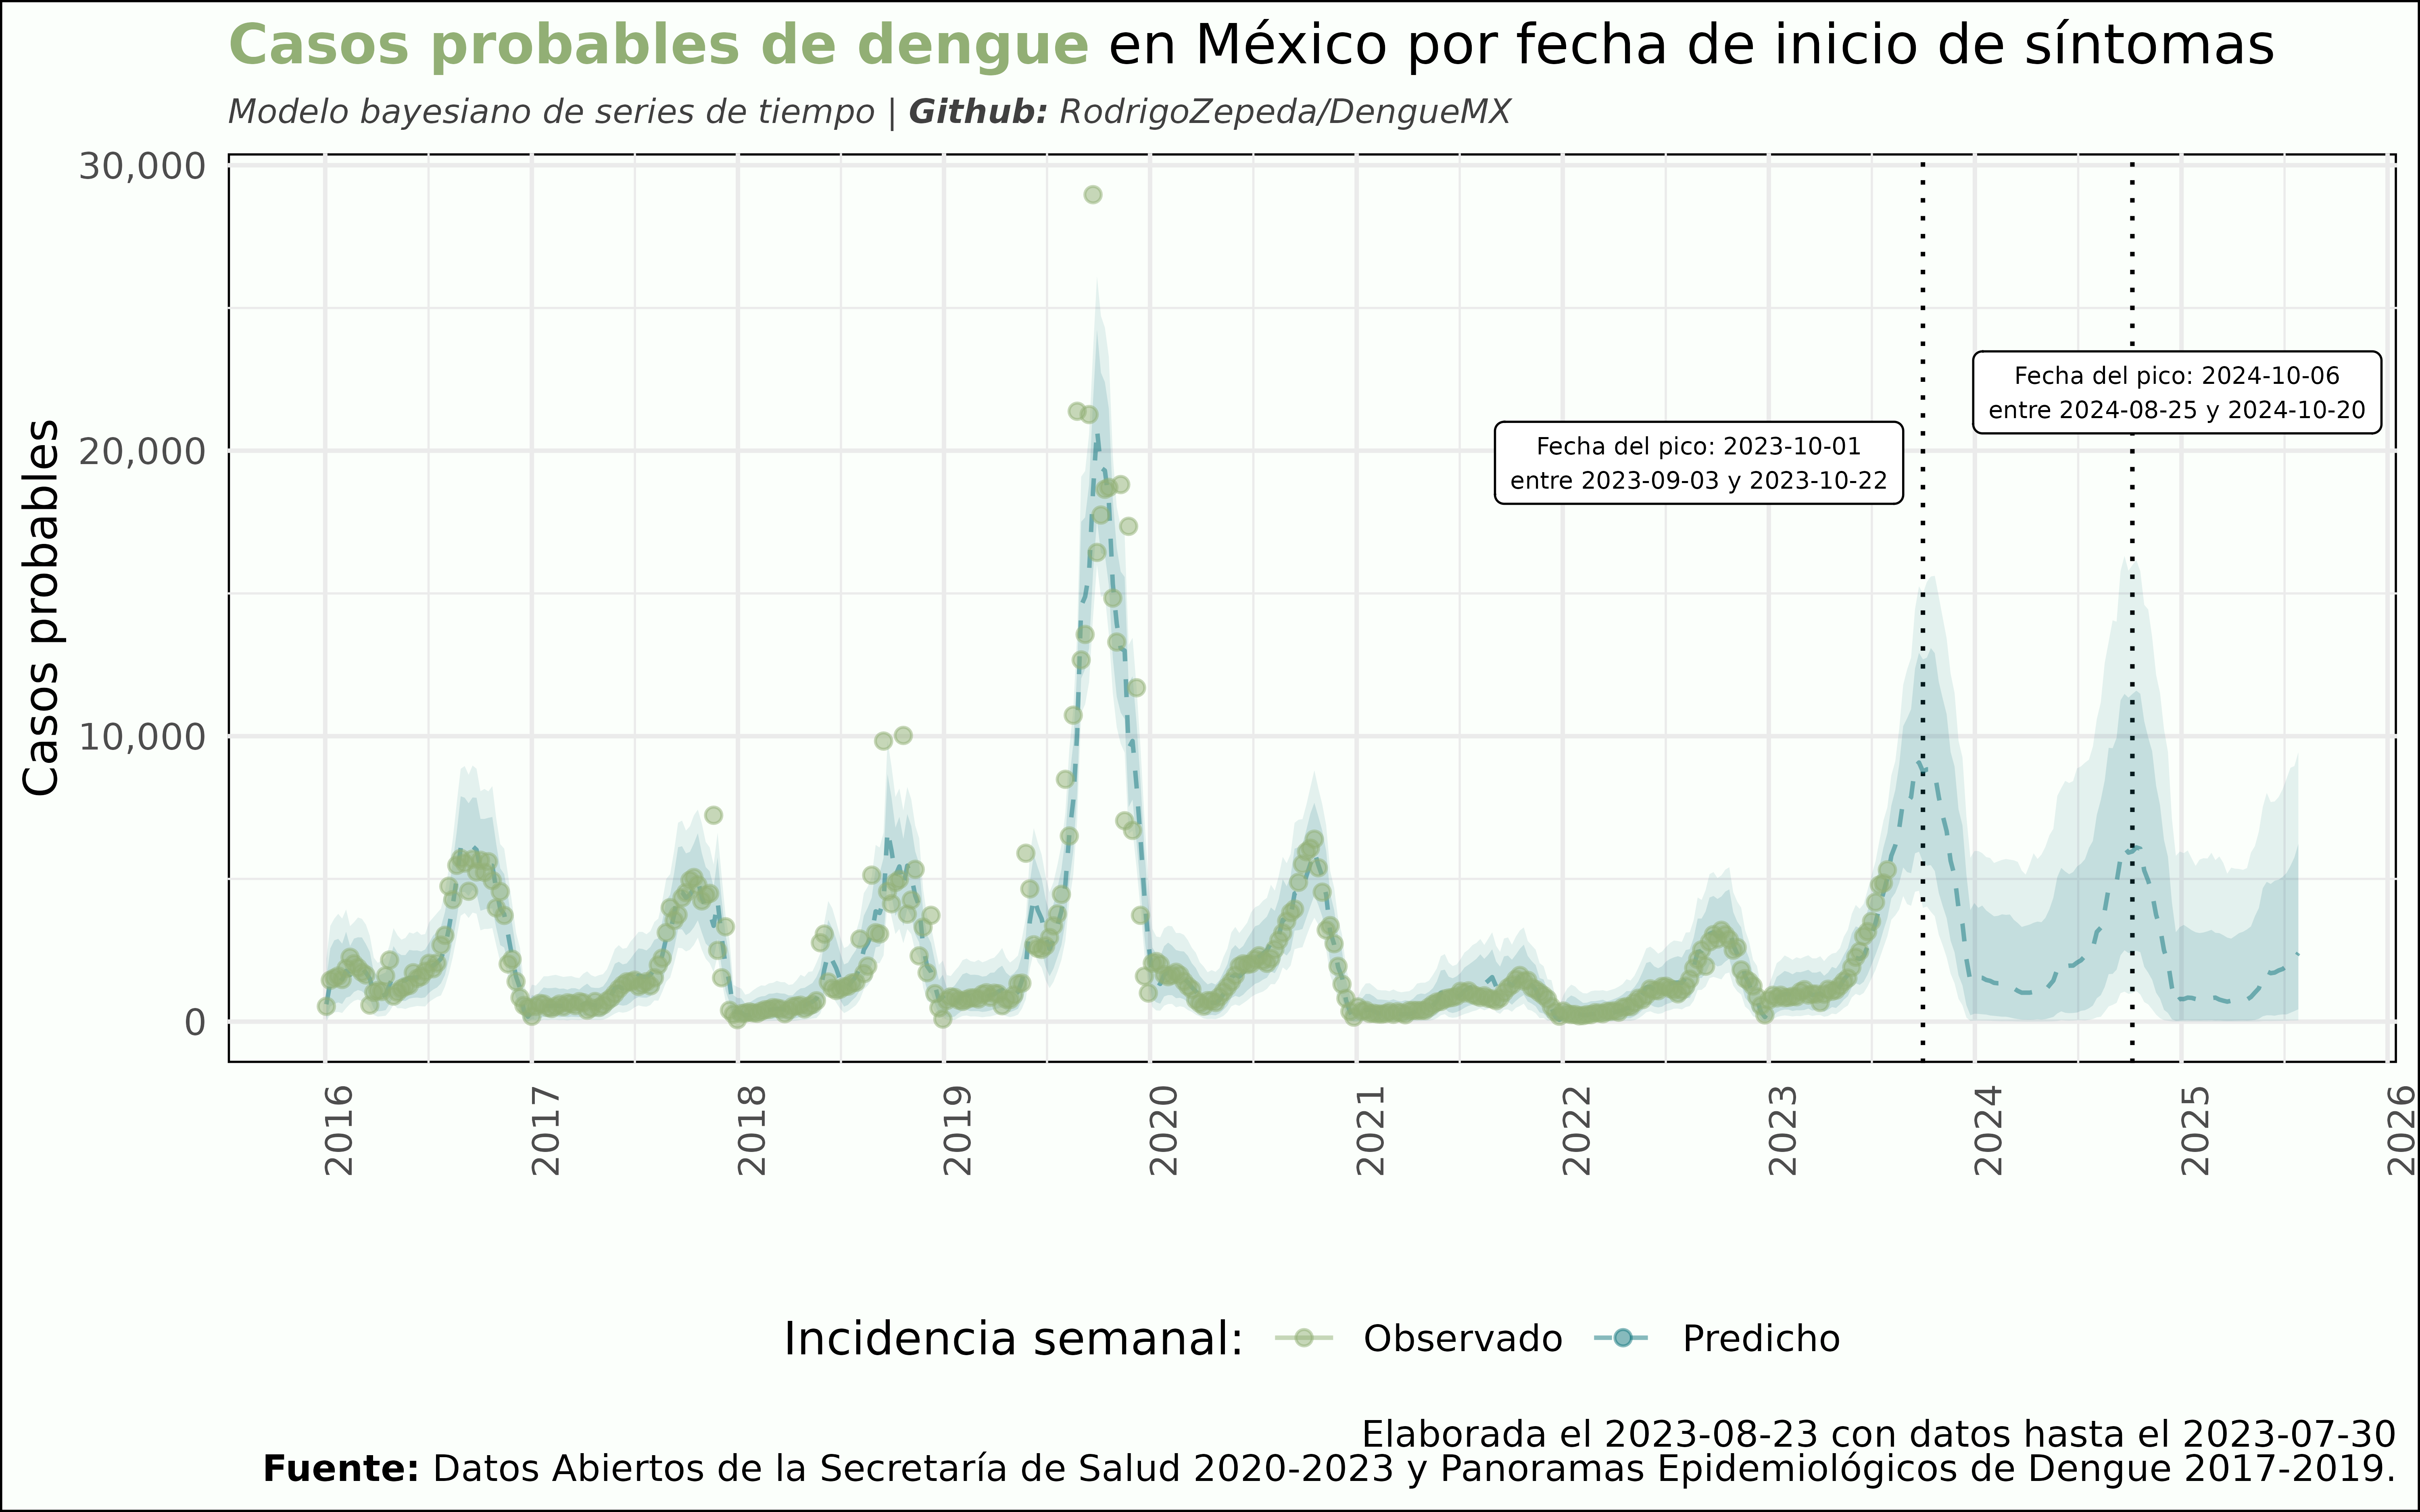 Casos probables de dengue en México por fecha de inicio de síntomas
Modelo bayesiano de series de tiempo | Github: RodrigoZepeda/DengueMX
Casos probables
30,000
20,000
10,000
0
Fecha del pico: 2023-10-01
entre 2023-09-03 y 2023-10-22
Fecha del pico: 2024-10-06
entre 2024-08-25 y 2024-10-20
2016
2017
2018
2019
2020
2021
2022
2023
2024
2025
2026
Incidencia semanal: Observado Predicho
Elaborada el 2023-08-23 con datos hasta el 2023-07-30
Fuente: Datos Abiertos de la Secretaría de Salud 2020-2023 y Panoramas Epidemiológicos de Dengue 2017-2019.